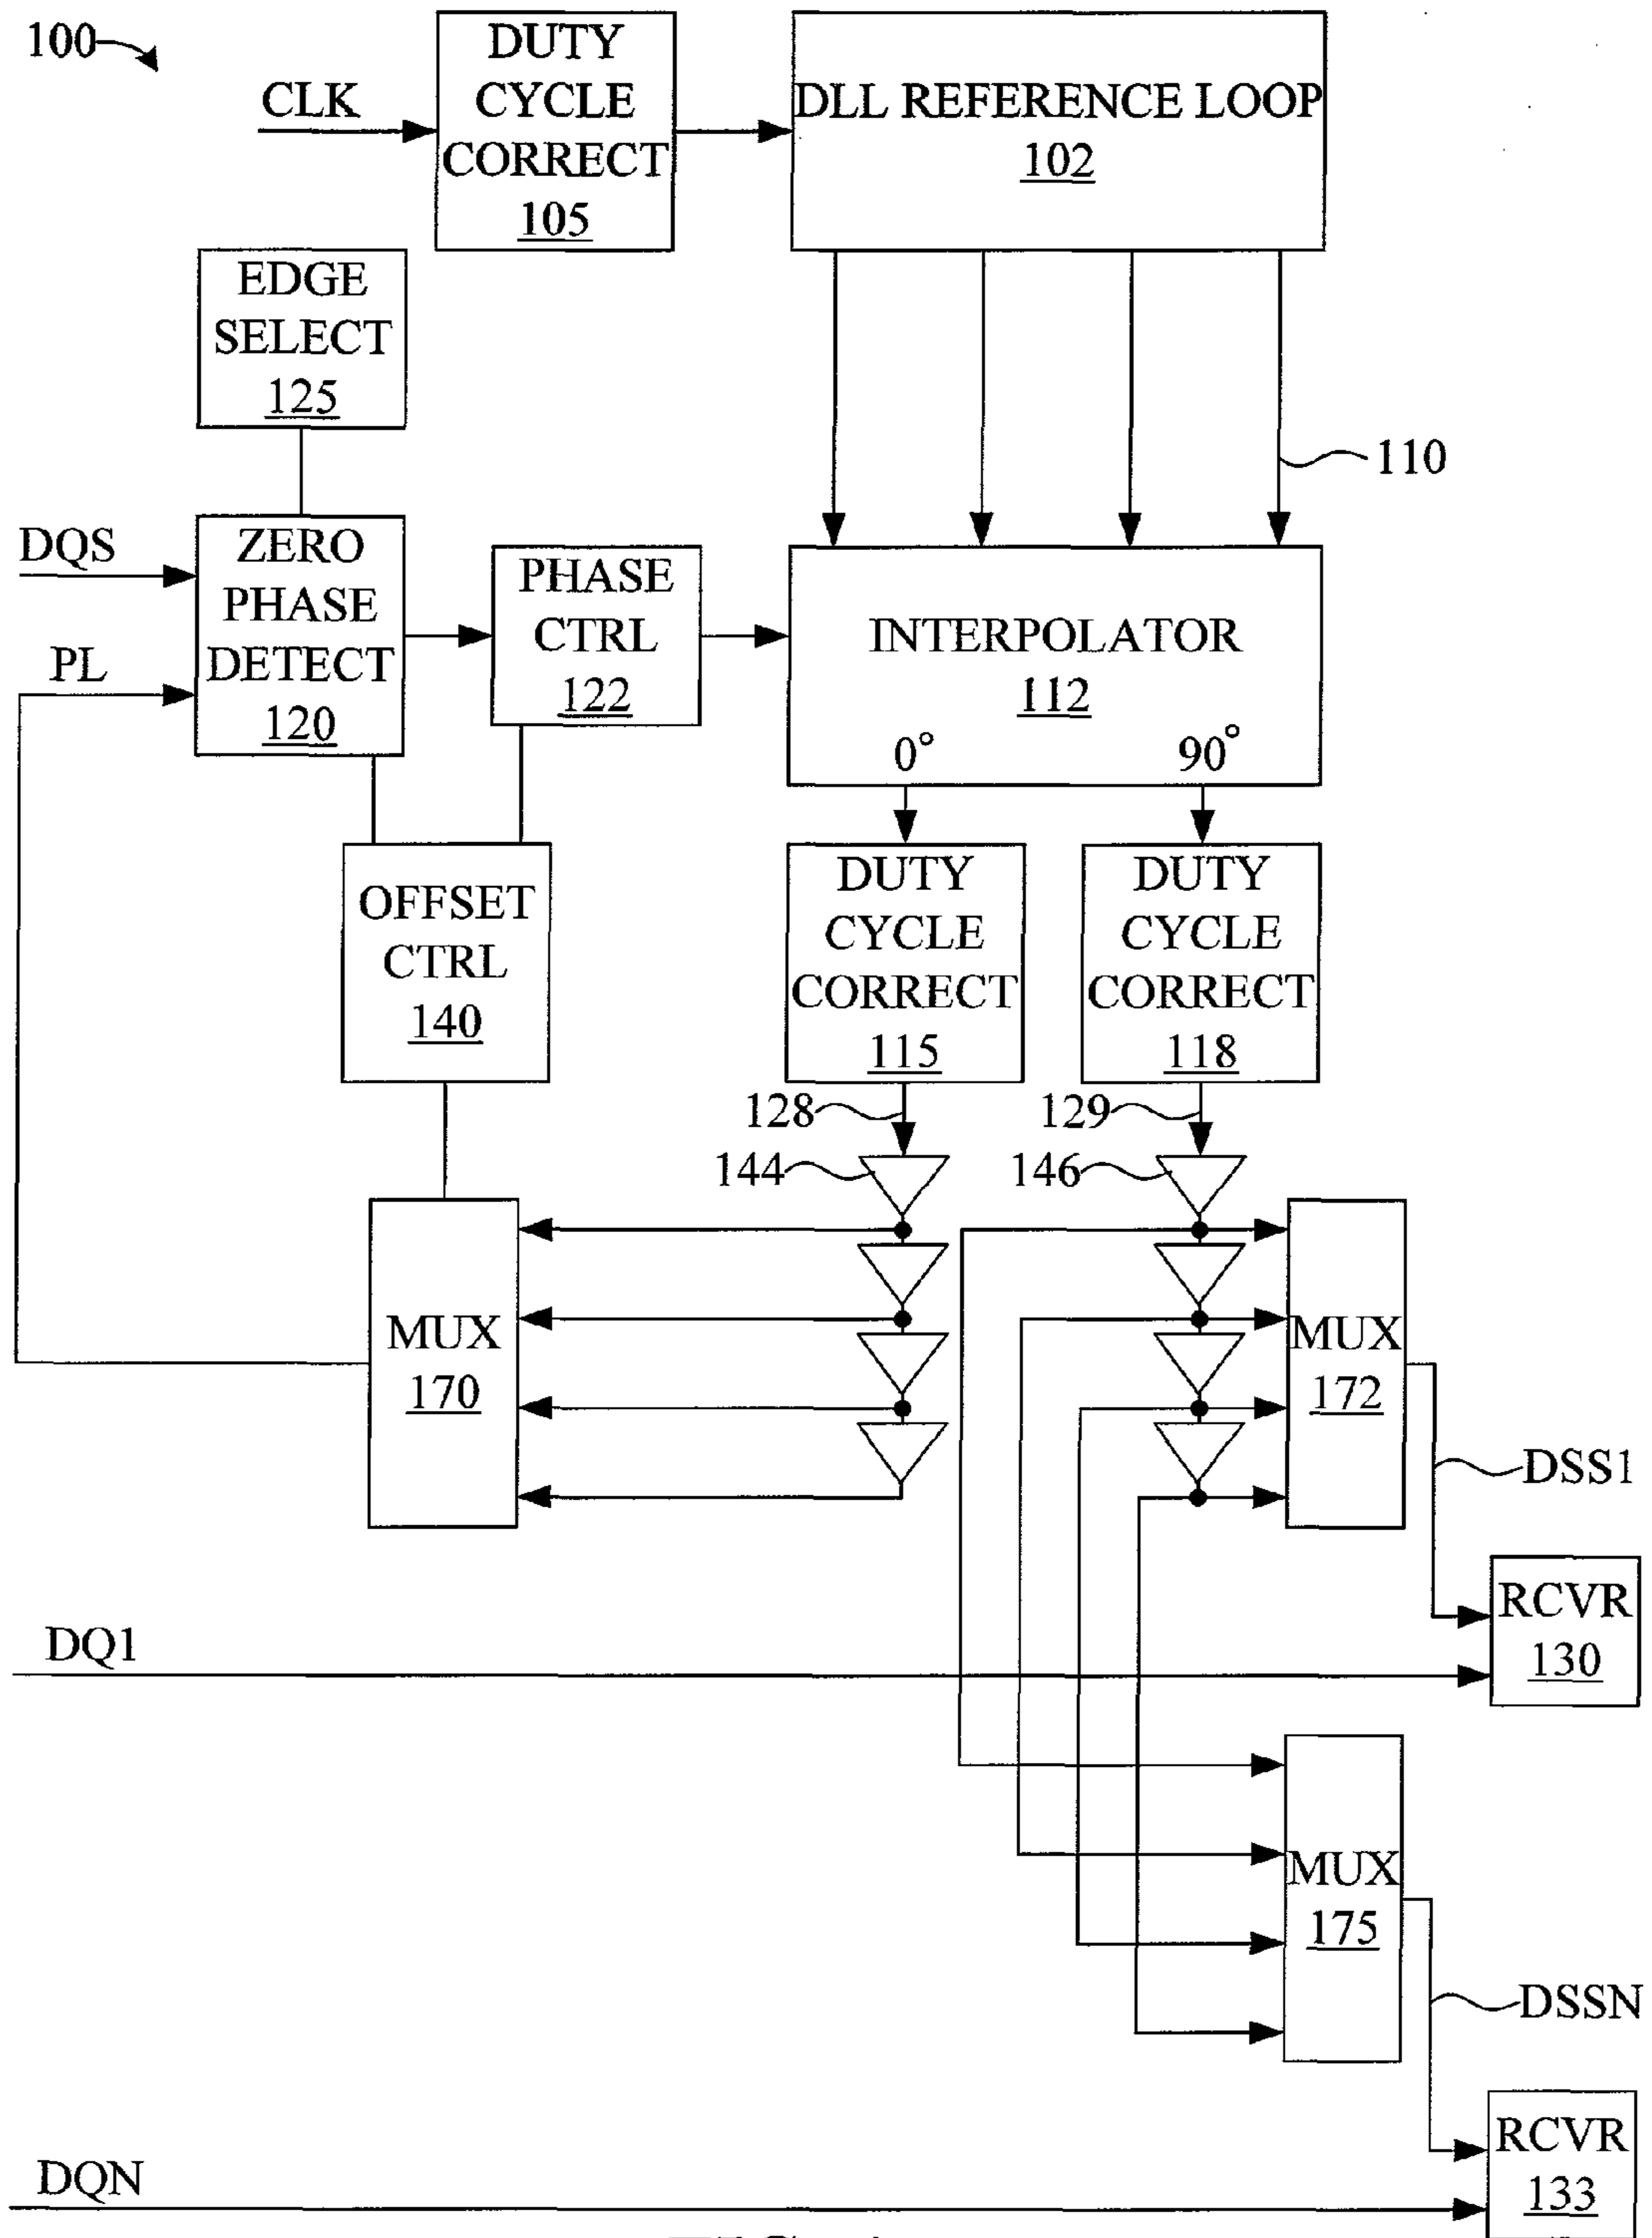 100
CLK
DUTY
CYCLE
CORRECT
105
DLL REFERENCE LOOP
102
EDGE
SELECT
125
110
DQS
PL
ZERO
PHASE
DETECT
120
PHASE
CTRL
122
INTERPOLATOR
112
0°
90°
OFFSET
CTRL
140
DUTY
CYCLE
CORRECT
115
DUTY
CYCLE
CORRECT
118
128
129
144
146
MUX
170
MUX
172
DSS1
RCVR
130
DQ1
MUX
175
DSSN
RCVR
133
DQN